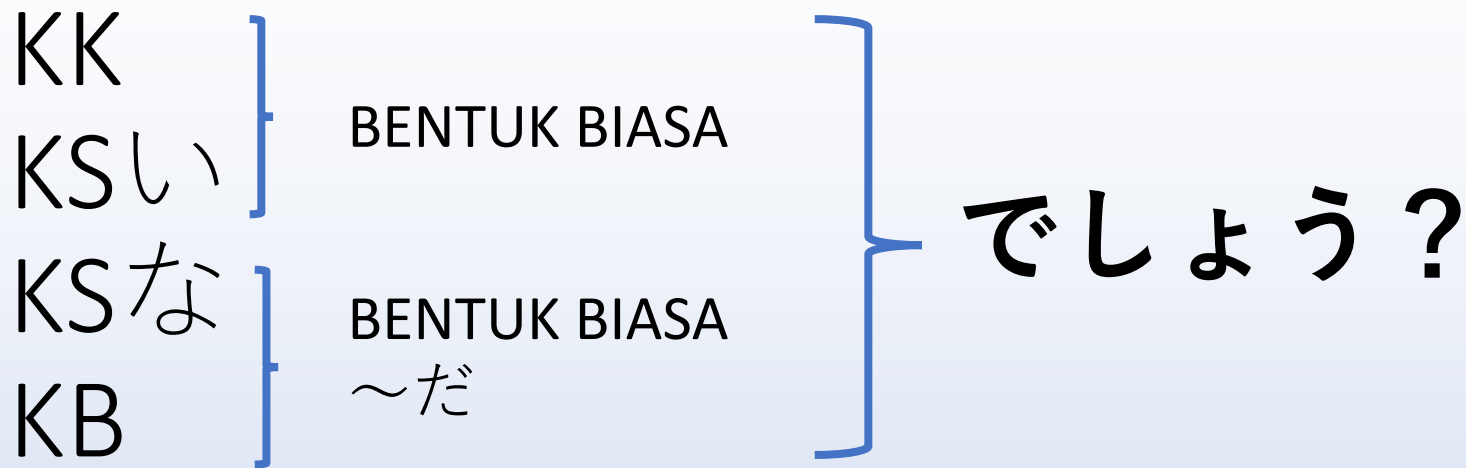 KK
KSい
BENTUK BIASA
KSな
KB
BENTUK BIASA
～だ
でしょう？